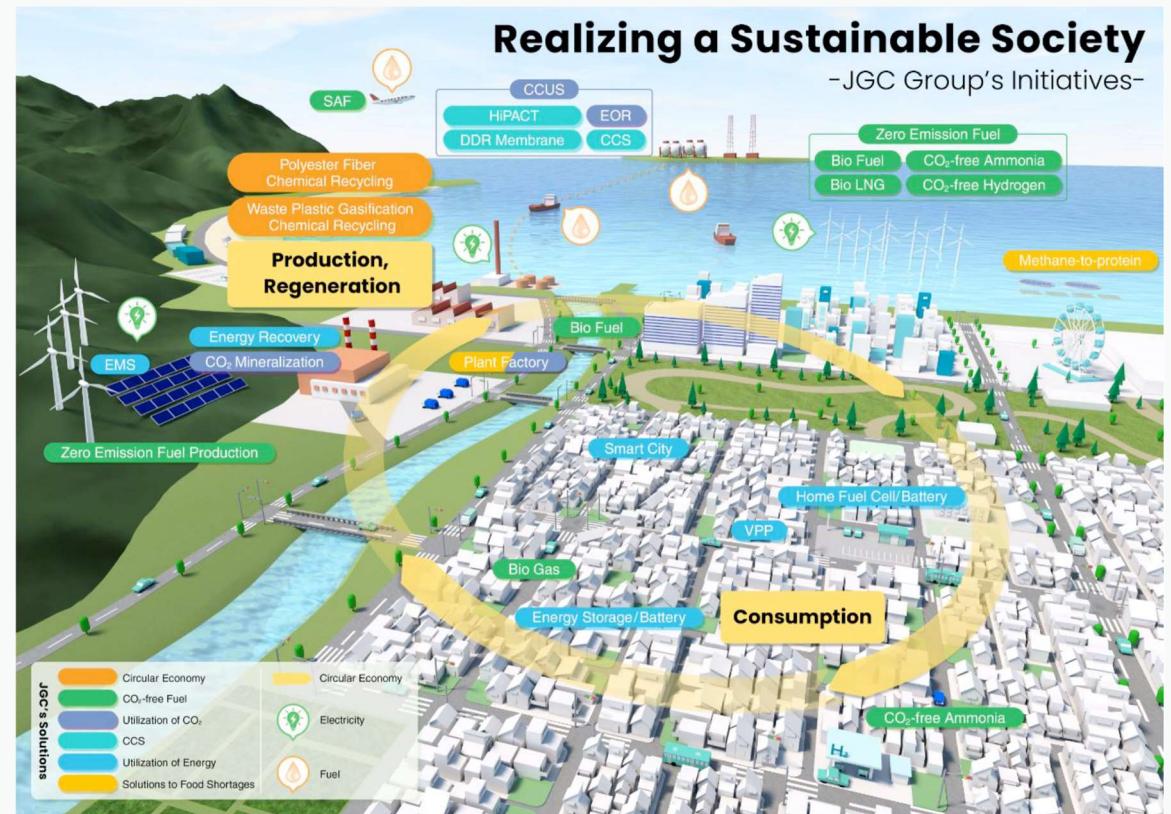 Realizing a Sustainable Society
-JGC Group's Initiatives-
SAF
CCUS
HiPACT
EOR
DDR Membrane
CCS
Zero Emission Fuel
Bio Fuel
CO₂-free Ammonia
Bio LNG
CO₂-free Hydrogen
Polyester Fiber
Chemical Recycling
Waste Plastic Gasification
Chemical Recycling
Production,
Regeneration
Methane-to-protein
Energy Recovery
EMS
CO₂ Mineralization
Bio Fuel
Plant Factory
Zero Emission Fuel Production
Smart City
Home Fuel Cell/Battery
VPP
Bio Gas
Energy Storage/Battery
Consumption
CO₂-free Ammonia
H₂
JGC's Solutions
Circular Economy
CO₂-free Fuel
Utilization of CO₂
CCS
Utilization of Energy
Solutions to Food Shortages
Circular Economy
Electricity
Fuel